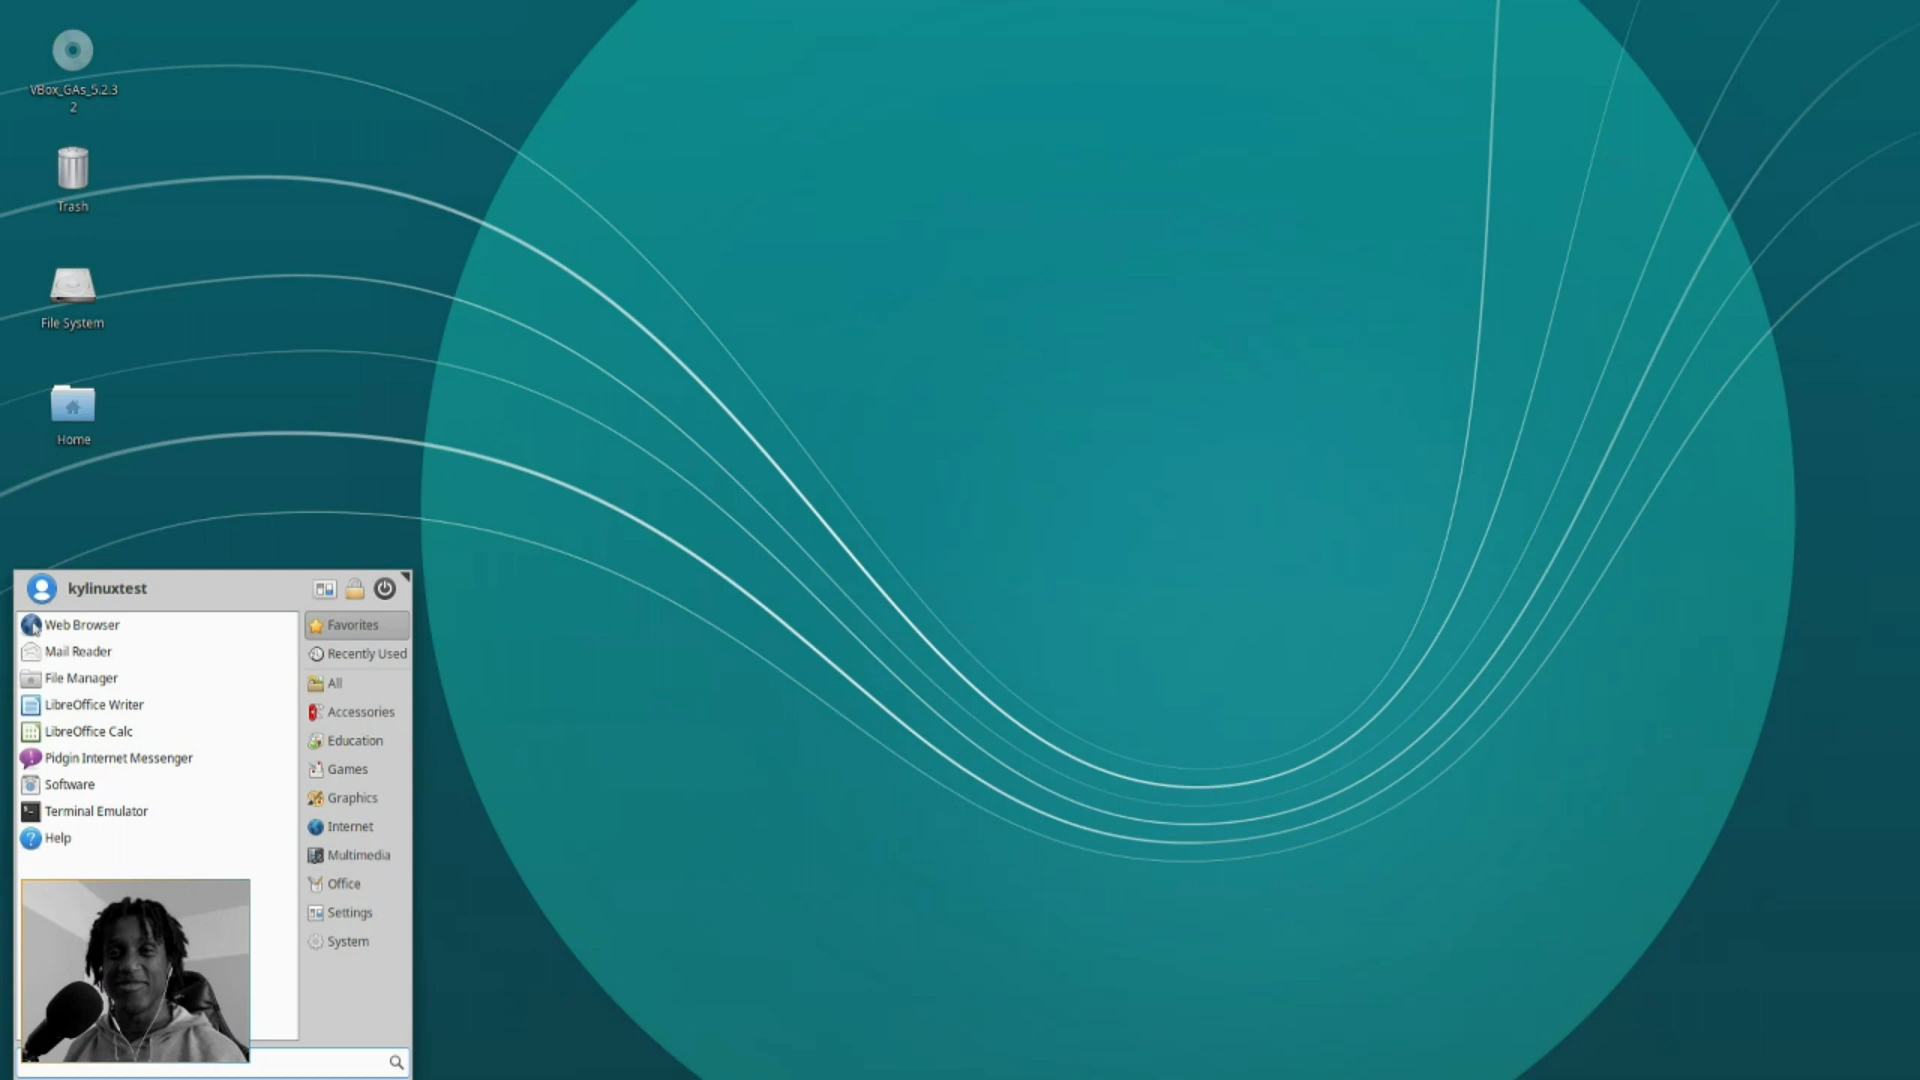 VBox_GAs_5.2.3
2
Trash
File System
Home
kylinuxtest
Web Browser
Mail Reader
File Manager
LibreOffice Writer
LibreOffice Calc
Pidgin Internet Messenger
Software
Terminal Emulator
Help
Favorites
Recently Used
All
Accessories
Education
Games
Graphics
Internet
Multimedia
Office
Settings
System